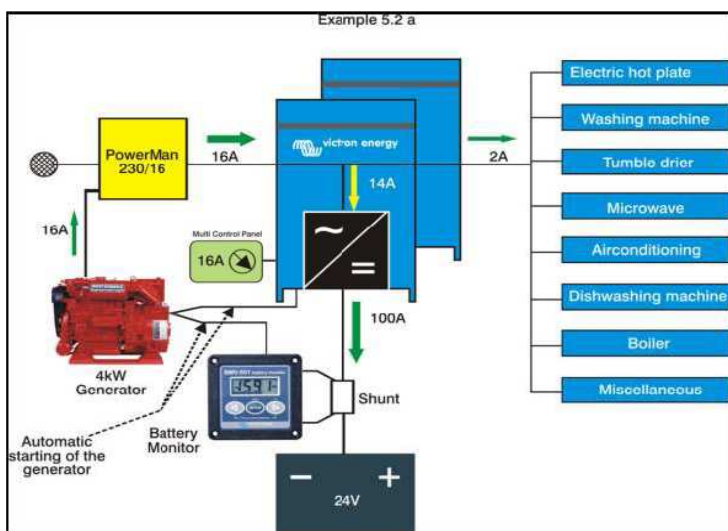 Example 5.2 a
Electric hot plate
Washing machine
Tumble drier
Microwave
Airconditioning
Dishwashing machine
Boiler
Miscellaneous
PowerMan
230/16
16A
victron energy
2A
14A
16A
Multi Control Panel
16A
100A
4kW
Generator
Shunt
Automatic
starting of the
generator
Battery
Monitor
24V